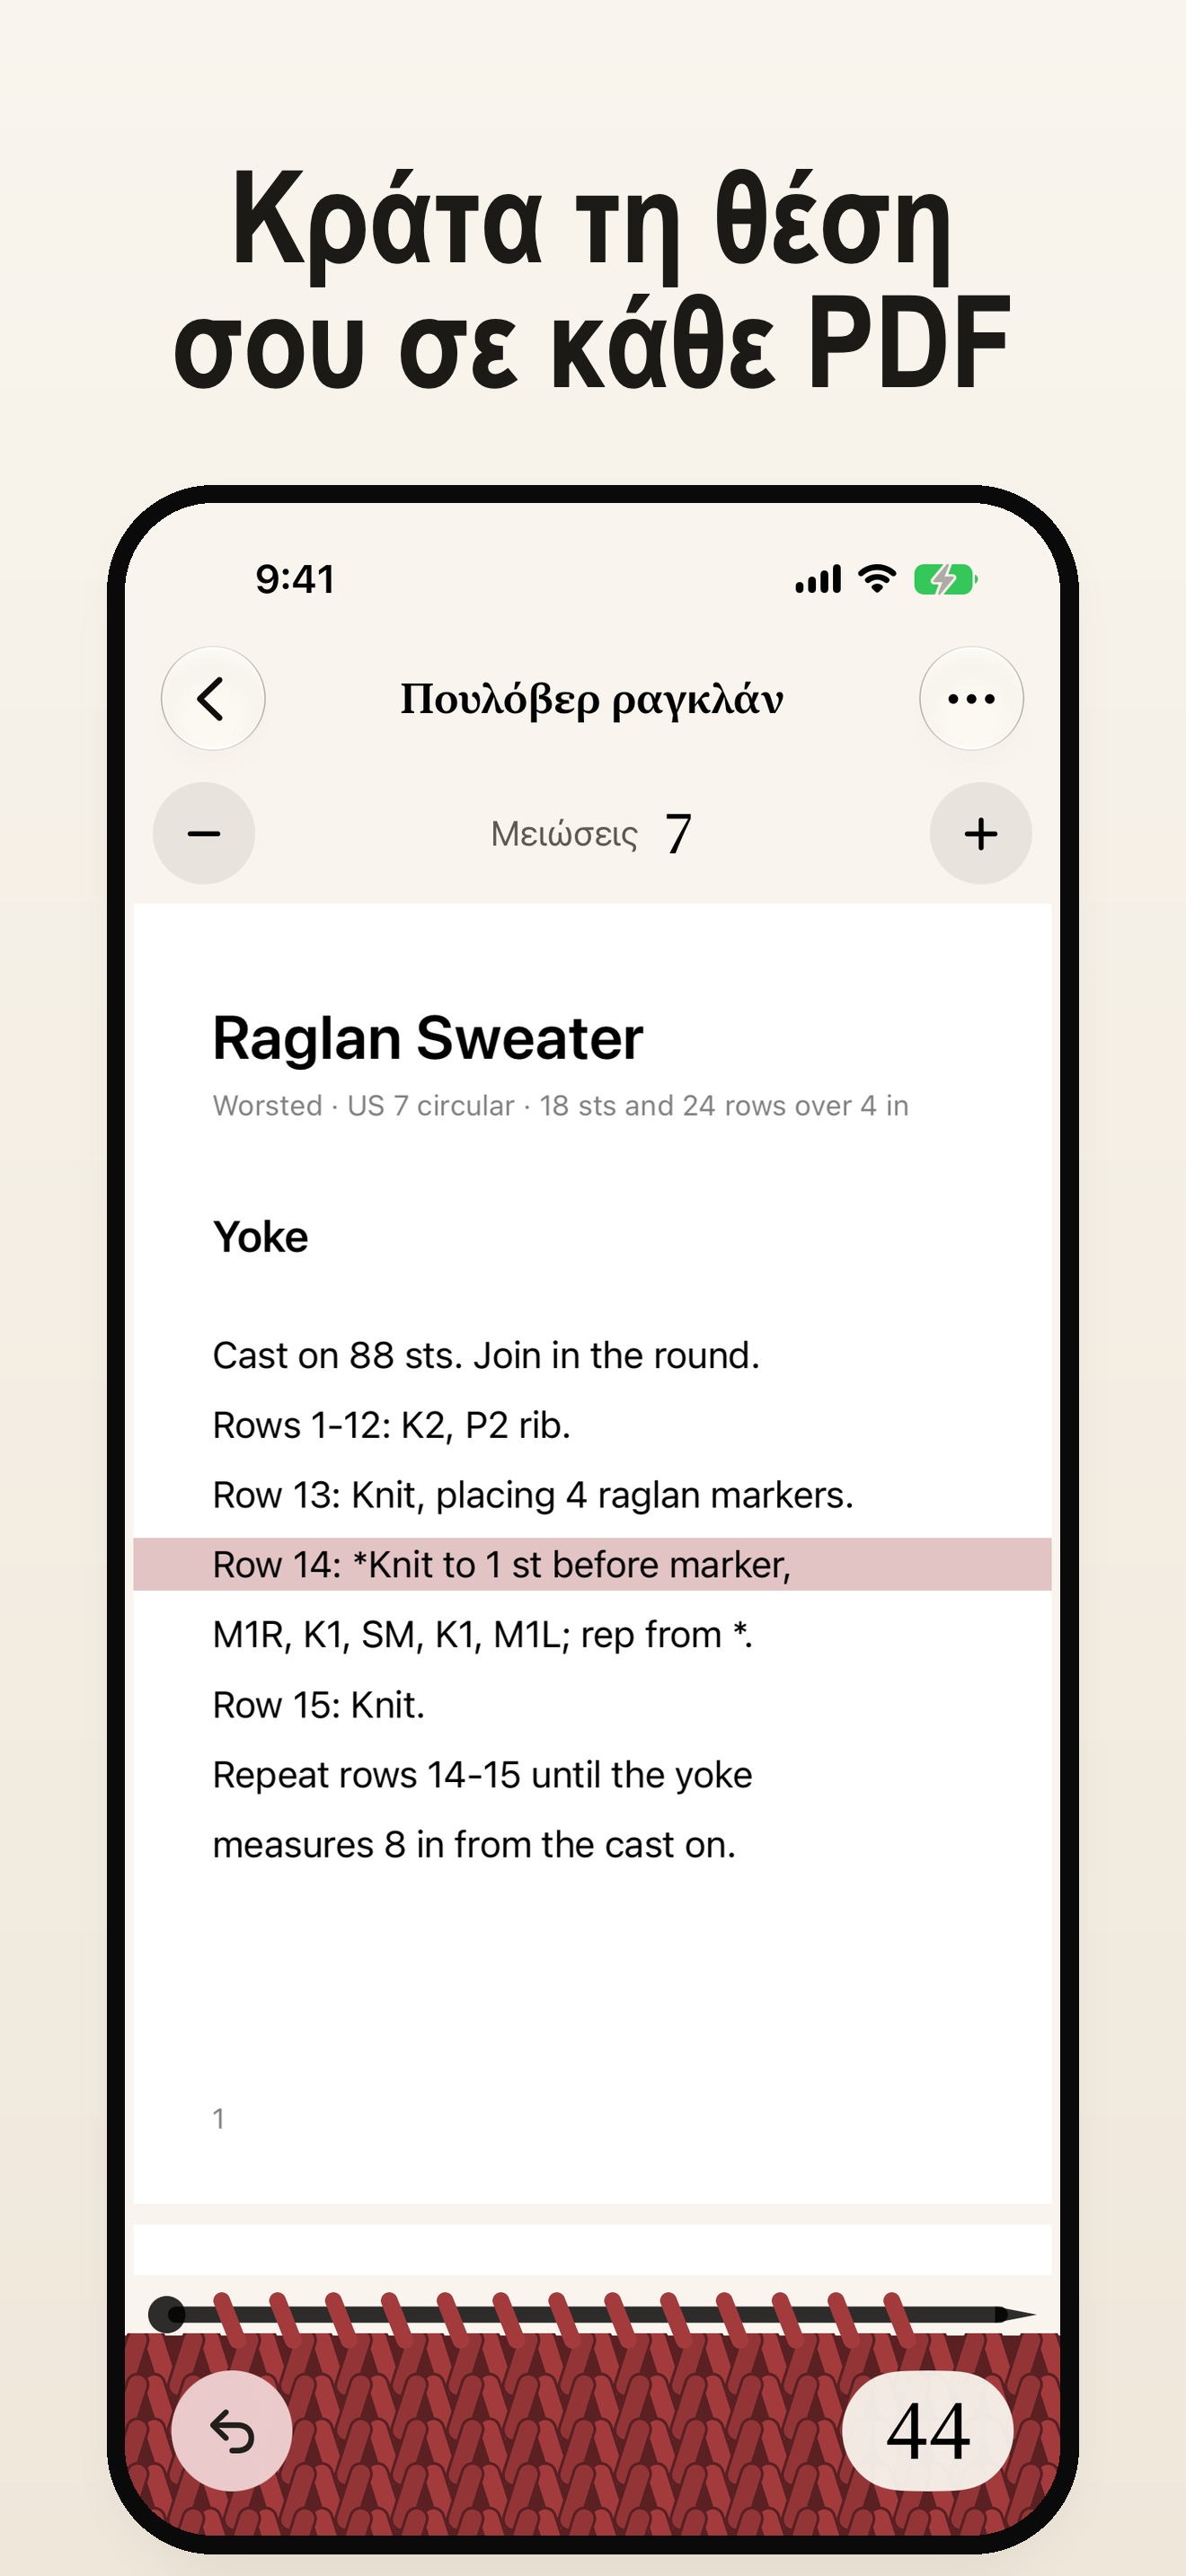 Κράτα τη θέση
σου σε κάθε PDF
9:41
Πουλόβερ ραγκλάν
Μειώσεις 7
Raglan Sweater
Worsted · US 7 circular · 18 sts and 24 rows over 4 in
Yoke
Cast on 88 sts. Join in the round.
Rows 1-12: K2, P2 rib.
Row 13: Knit, placing 4 raglan markers.
Row 14: *Knit to 1 st before marker,
M1R, K1, SM, K1, M1L; rep from *.
Row 15: Knit.
Repeat rows 14-15 until the yoke
measures 8 in from the cast on.
1
44